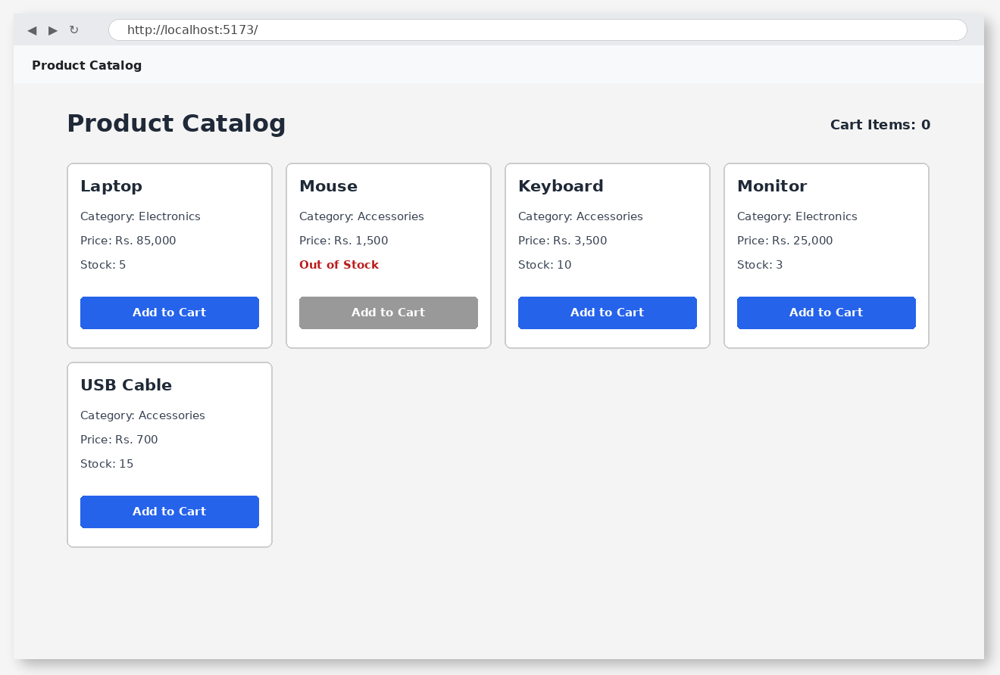 http://localhost:5173/
Product Catalog
Product Catalog
Cart Items: 0
Laptop
Category: Electronics
Price: Rs. 85,000
Stock: 5
Add to Cart
Mouse
Category: Accessories
Price: Rs. 1,500
Out of Stock
Add to Cart
Keyboard
Category: Accessories
Price: Rs. 3,500
Stock: 10
Add to Cart
Monitor
Category: Electronics
Price: Rs. 25,000
Stock: 3
Add to Cart
USB Cable
Category: Accessories
Price: Rs. 700
Stock: 15
Add to Cart